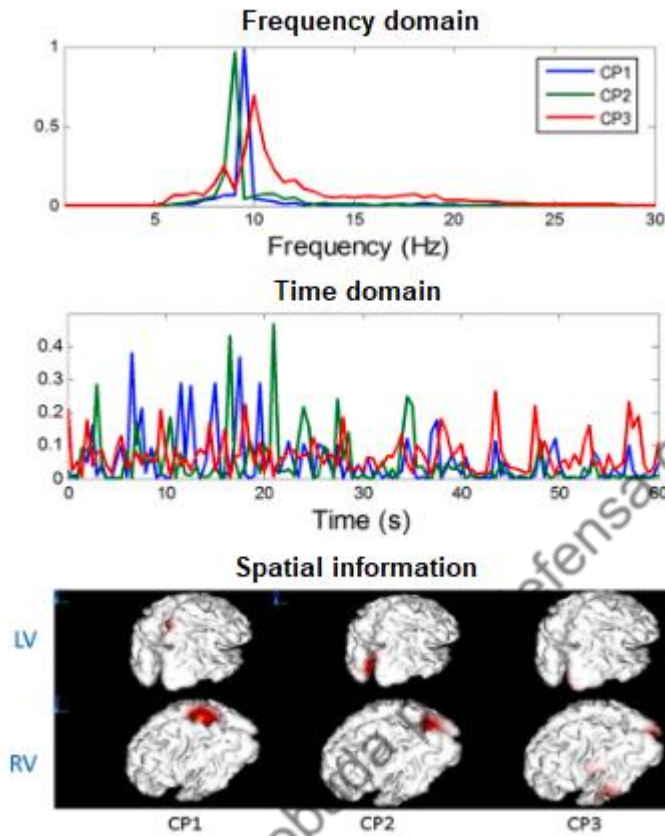 Frequency domain
1
0.5
0
CP1
CP2
CP3
5 10 15 20 25 30
Frequency (Hz)
Time domain
0.4
0.3
0.2
0.1
0
0 10 20 30 40 50 60
Time (s)
Spatial information
LV
RV
CP1 CP2 CP3